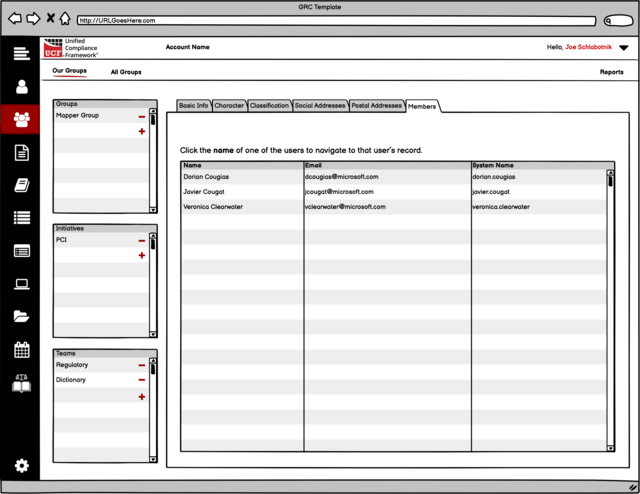 GRC Template
http://URLGoesHere.com
UCF
Unified
Compliance
Framework
Account Name
Hello, Joe Schlabotnik
Our Groups
All Groups
Reports
Groups
Mapper Group
Initiatives
PCI
Teams
Regulatory
Dictionary
Basic Info
Character
Classification
Social Addresses
Postal Addresses
Members
Click the name of one of the users to navigate to that user's record.
Name Email System Name
Dorian Cougias dcougias@microsoft.com dorian.cougias
Javier Cougat jcougat@microsoft.com javier.cougat
Veronica Clearwater vclearwater@microsoft.com veronica.clearwater